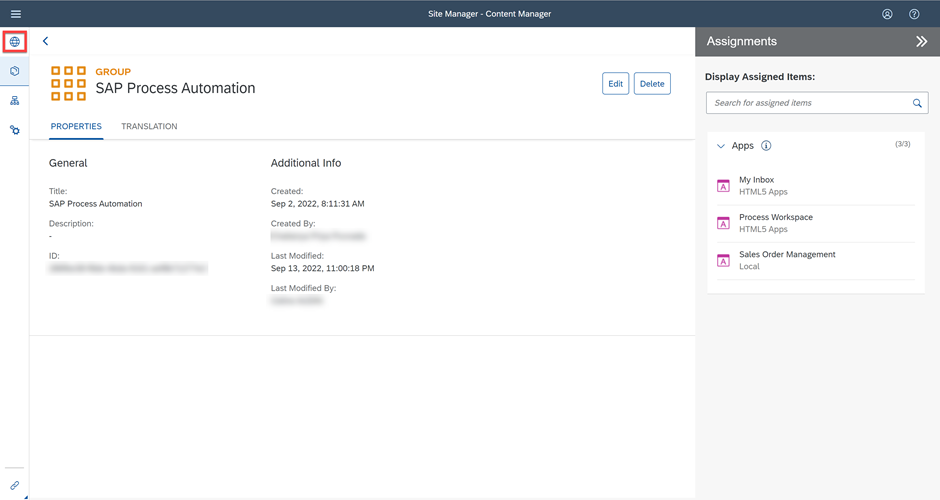 Site Manager - Content Manager
GROUP
SAP Process Automation
Edit
Delete
PROPERTIES
TRANSLATION
General
Title:
SAP Process Automation
Description:
-
ID:
Additional Info
Created:
Sep 2, 2022, 8:11:31 AM
Created By:
Last Modified:
Sep 13, 2022, 11:00:18 PM
Last Modified By:
Assignments
Display Assigned Items:
Search for assigned items
Apps
(3/3)
My Inbox
HTML5 Apps
Process Workspace
HTML5 Apps
Sales Order Management
Local